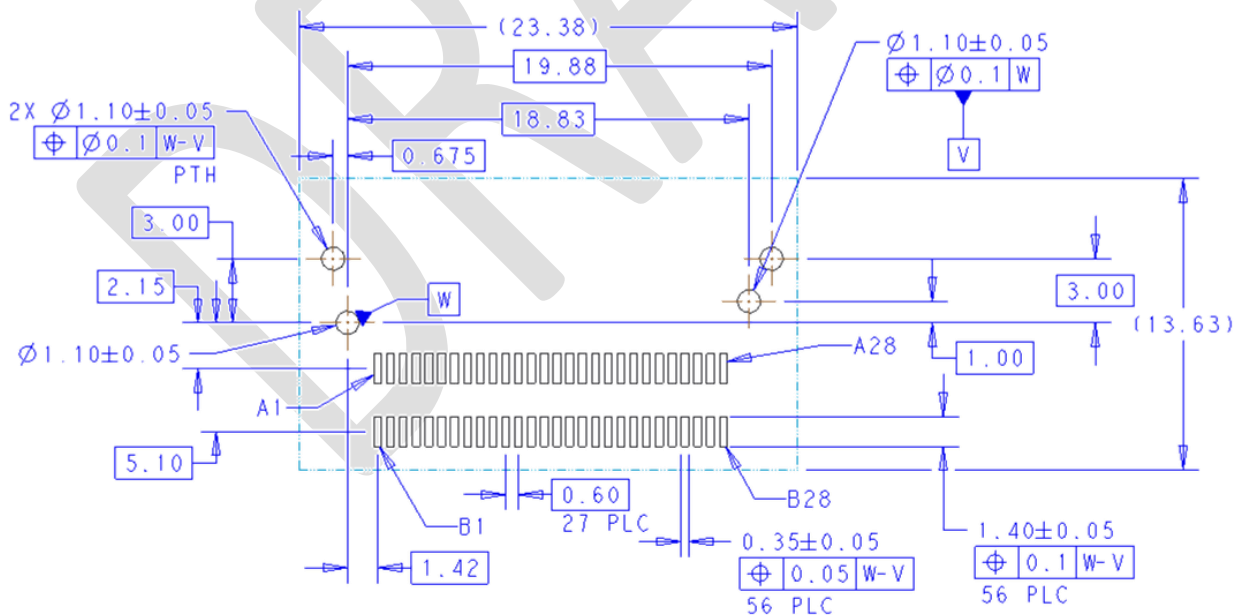 DRA
(23.38)
19.88
18.83
0.675
2X Ø1.10±0.05
⌖ Ø0.1 W-V
PTH
Ø1.10±0.05
⌖ Ø0.1 W
V
3.00
2.15
W
Ø1.10±0.05
3.00
(13.63)
1.00
A28
A1
5.10
B1
0.60
27 PLC
B28
1.42
0.35±0.05
⌖ 0.05 W-V
56 PLC
1.40±0.05
⌖ 0.1 W-V
56 PLC